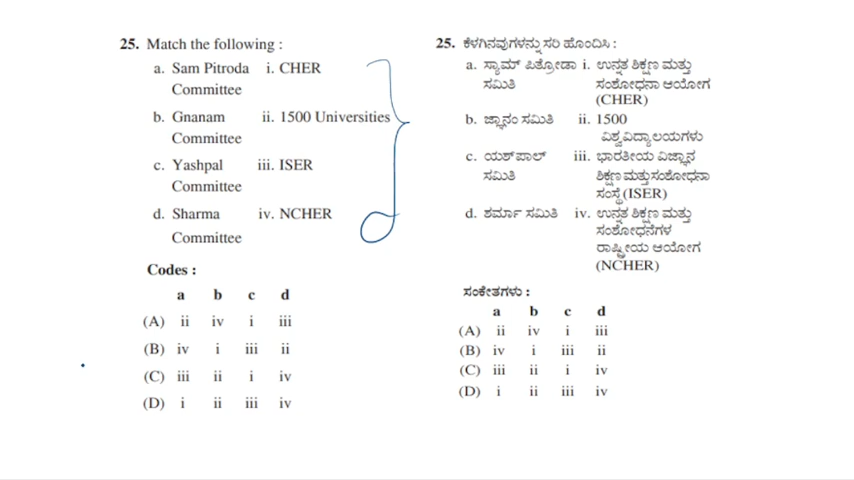 25. Match the following :
a. Sam Pitroda i. CHER
Committee
b. Gnanam ii. 1500 Universities
Committee
c. Yashpal iii. ISER
Committee
d. Sharma iv. NCHER
Committee
Codes :
a b c d
(A) ii iv i iii
(B) iv i iii ii
(C) iii ii i iv
(D) i ii iii iv
25. ಕೆಳಗಿನವುಗಳನ್ನು ಸರಿ ಹೊಂದಿಸಿ :
a. ಸ್ಯಾಮ್ ಪಿತ್ರೋಡಾ i. ಉನ್ನತ ಶಿಕ್ಷಣ ಮತ್ತು
ಸಮಿತಿ ಸಂಶೋಧನಾ ಆಯೋಗ
(CHER)
b. ಜ್ಞಾನಂ ಸಮಿತಿ ii. 1500
ವಿಶ್ವವಿದ್ಯಾಲಯಗಳು
c. ಯಶ್‌ಪಾಲ್ iii. ಭಾರತೀಯ ವಿಜ್ಞಾನ
ಸಮಿತಿ ಶಿಕ್ಷಣ ಮತ್ತು ಸಂಶೋಧನಾ
ಸಂಸ್ಥೆ (ISER)
d. ಶರ್ಮಾ ಸಮಿತಿ iv. ಉನ್ನತ ಶಿಕ್ಷಣ ಮತ್ತು
ಸಂಶೋಧನೆಗಳ
ರಾಷ್ಟ್ರೀಯ ಆಯೋಗ
(NCHER)
ಸಂಕೇತಗಳು :
a b c d
(A) ii iv i iii
(B) iv i iii ii
(C) iii ii i iv
(D) i ii iii iv